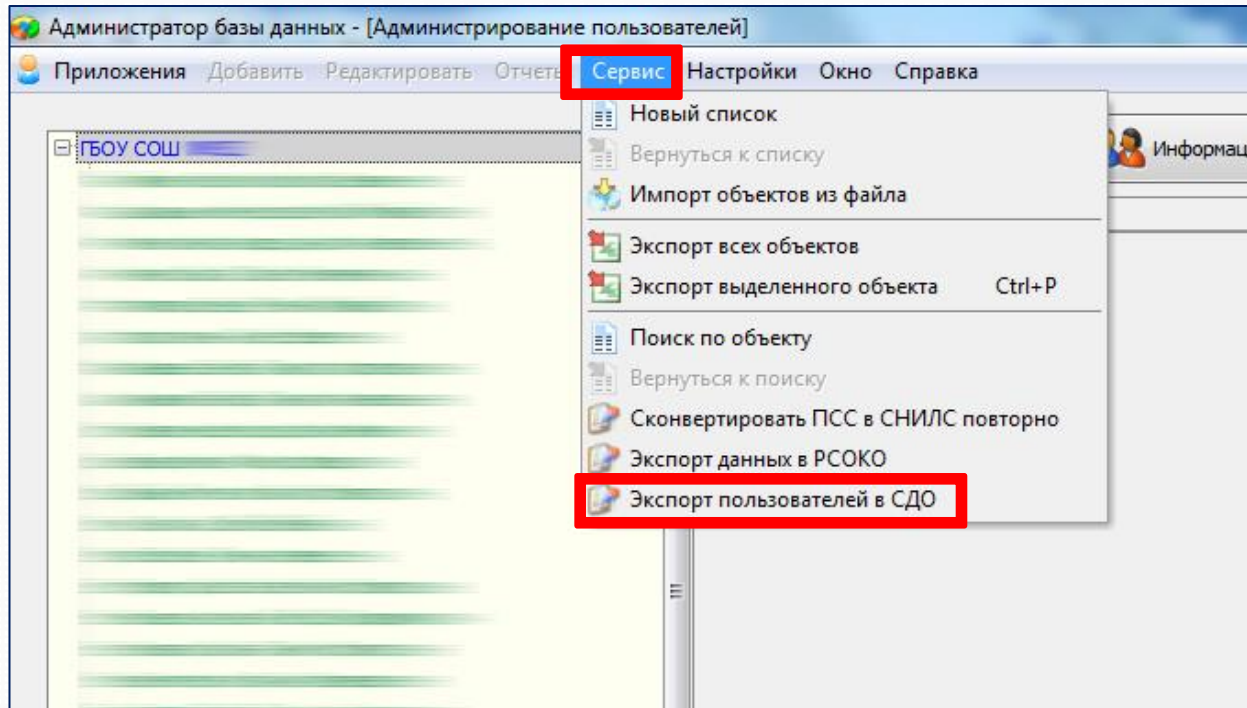 Администратор базы данных - [Администрирование пользователей]
Приложения Добавить Редактировать Отчеты Сервис Настройки Окно Справка
Новый список
ГБОУ СОШ
Вернуться к списку
Импорт объектов из файла
Экспорт всех объектов
Экспорт выделенного объекта Ctrl+P
Поиск по объекту
Вернуться к поиску
Сконвертировать ПСС в СНИЛС повторно
Экспорт данных в РСОКО
Экспорт пользователей в СДО